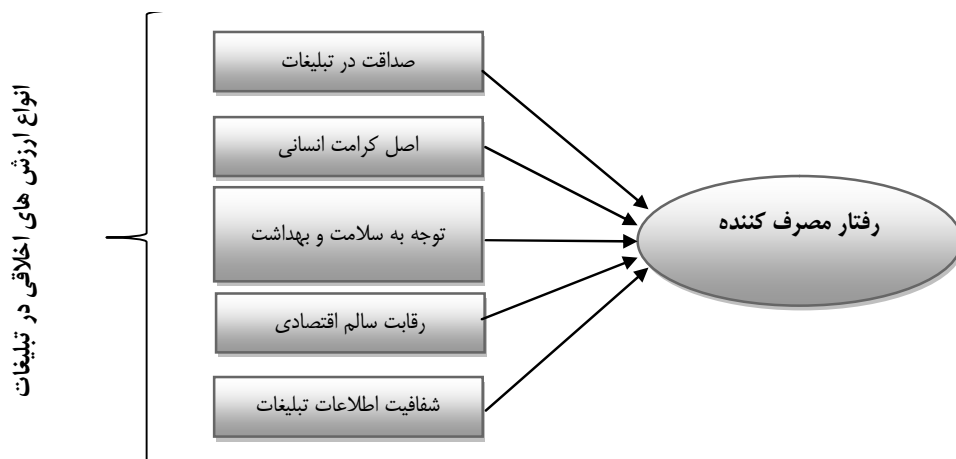 انواع ارزش های اخلاقی در تبلیغات
صداقت در تبلیغات
اصل کرامت انسانی
توجه به سلامت و بهداشت
رقابت سالم اقتصادی
شفافیت اطلاعات تبلیغات
رفتار مصرف کننده